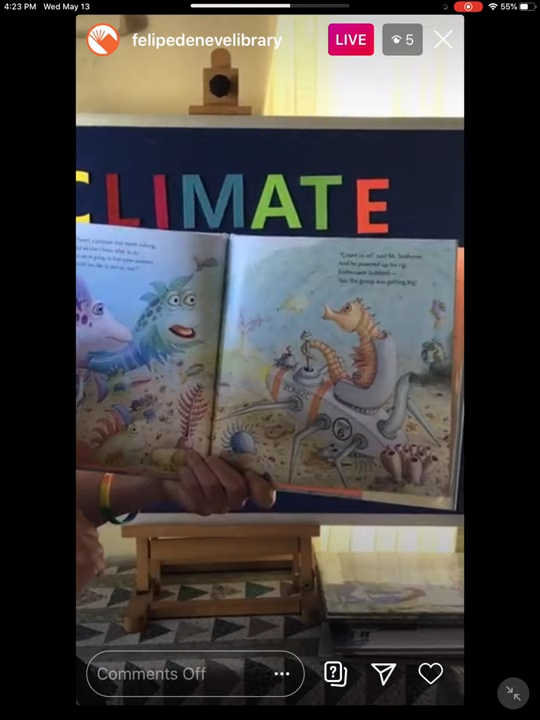 4:23 PM Wed May 13
55%
felipedenevelibrary
LIVE
5
CLIMATE
"Count us in!" said Mr. Seahorse.
And he powered up his rig.
Enthusiasm bubbled—
Yes, the group was getting big!
6
Comments Off